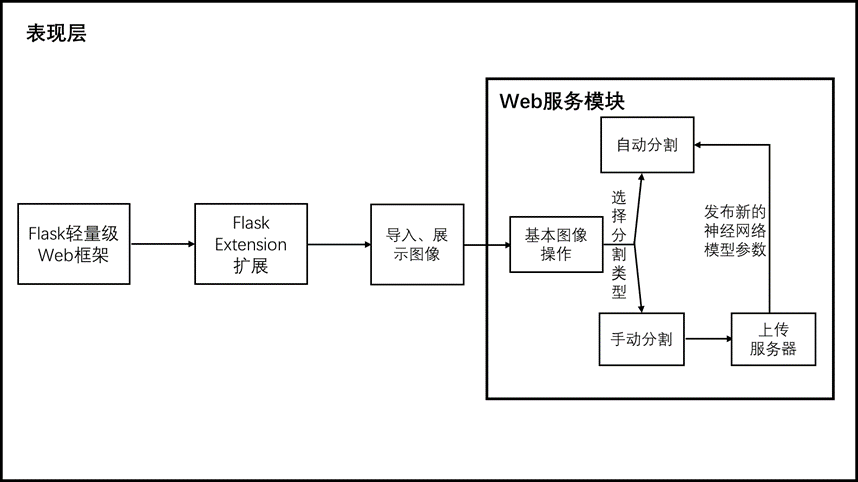 表现层
Web服务模块
Flask轻量级
Web框架
Flask
Extension
扩展
导入、展
示图像
基本图像
操作
选择分割类型
自动分割
手动分割
上传
服务器
发布新的
神经网络
模型参数